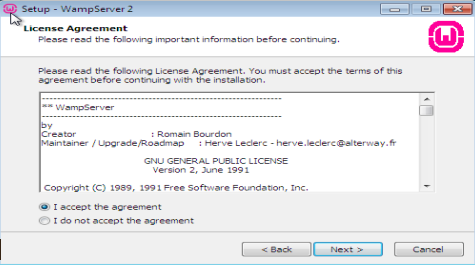 Setup - WampServer 2
License Agreement
Please read the following important information before continuing.
Please read the following License Agreement. You must accept the terms of this
agreement before continuing with the installation.
------------------------------------------------------------
** WampServer
------------------------------------------------------------
by
Creator : Romain Bourdon
Maintainer / Upgrade/Roadmap : Herve Leclerc - herve.leclerc@alterway.fr
GNU GENERAL PUBLIC LICENSE
Version 2, June 1991
Copyright (C) 1989, 1991 Free Software Foundation, Inc.
I accept the agreement
I do not accept the agreement
< Back
Next >
Cancel